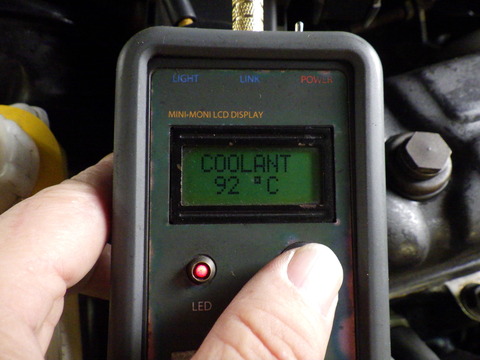 LIGHT LINK POWER
MINI-MONI LCD DISPLAY
COOLANT
92 °C
LED